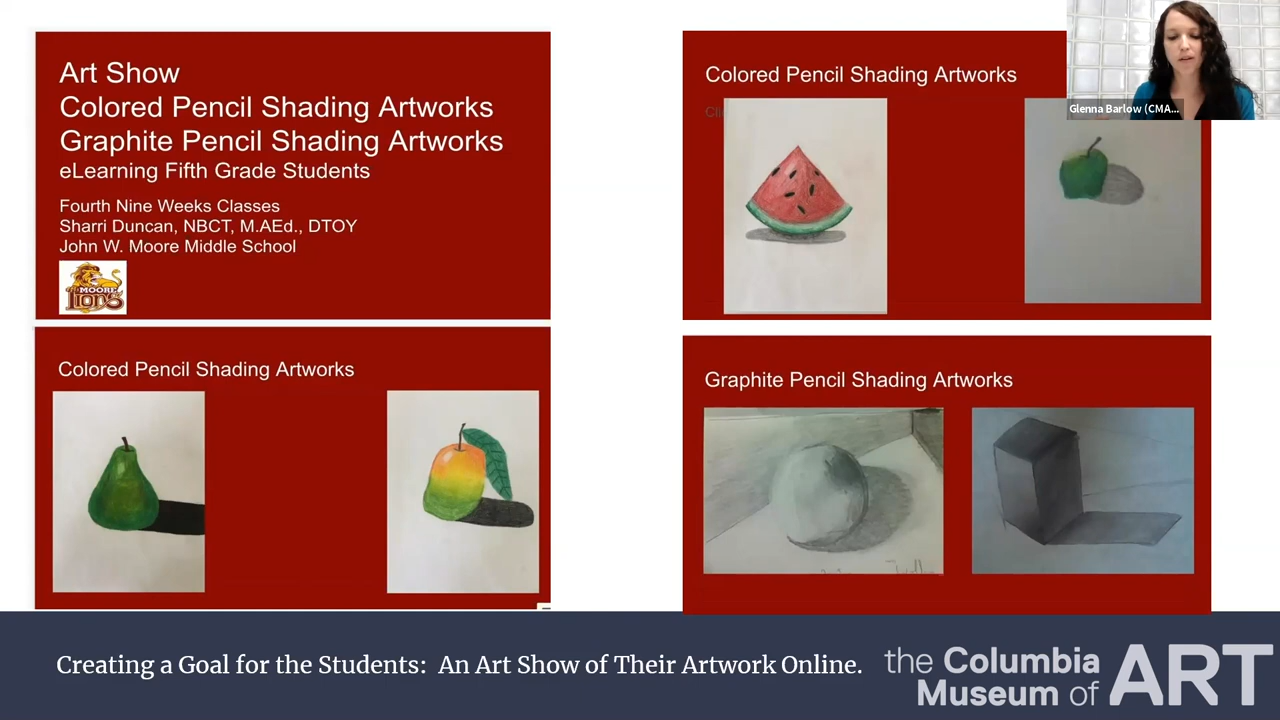 Art Show
Colored Pencil Shading Artworks
Graphite Pencil Shading Artworks
eLearning Fifth Grade Students
Fourth Nine Weeks Classes
Sharri Duncan, NBCT, M.AEd., DTOY
John W. Moore Middle School
MOORE
Lions
Colored Pencil Shading Artworks
Glenna Barlow (CMA...
Colored Pencil Shading Artworks
Graphite Pencil Shading Artworks
Creating a Goal for the Students: An Art Show of Their Artwork Online.
the Columbia
Museum of ART